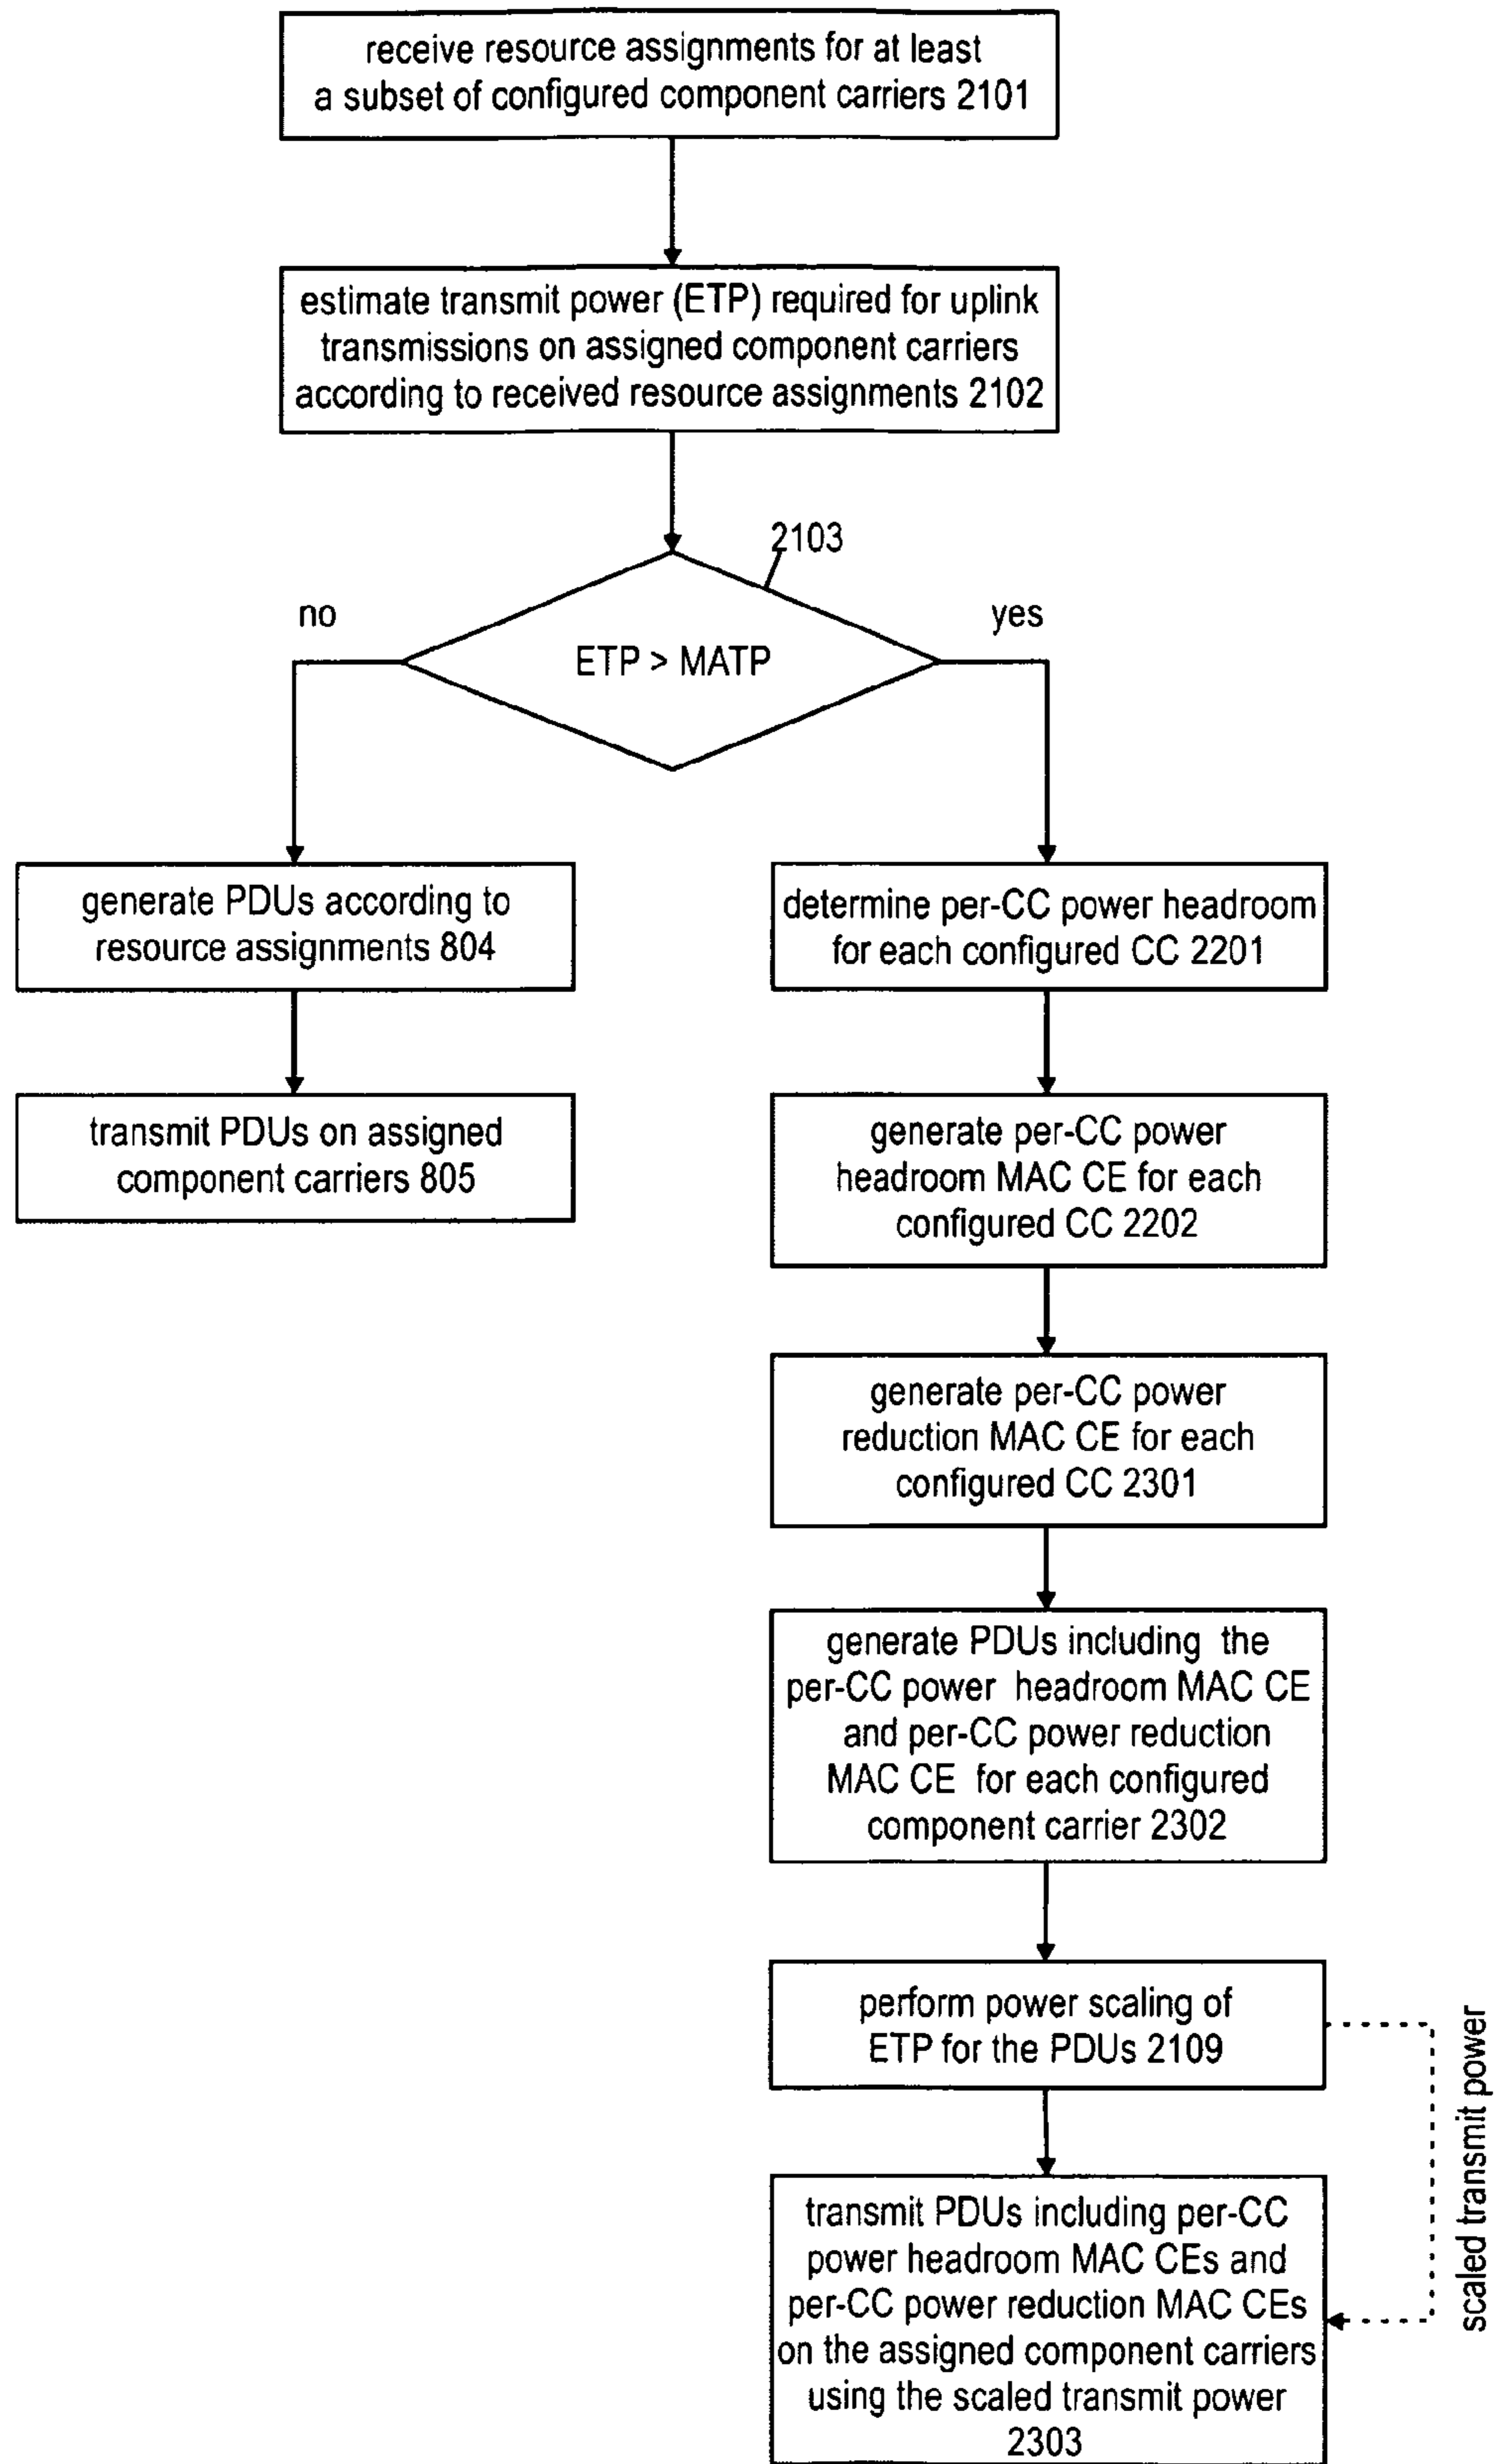 receive resource assignments for at least
a subset of configured component carriers 2101
estimate transmit power (ETP) required for uplink
transmissions on assigned component carriers
according to received resource assignments 2102
2103
no
yes
ETP > MATP
generate PDUs according to
resource assignments 804
transmit PDUs on assigned
component carriers 805
determine per-CC power headroom
for each configured CC 2201
generate per-CC power
headroom MAC CE for each
configured CC 2202
generate per-CC power
reduction MAC CE for each
configured CC 2301
generate PDUs including the
per-CC power headroom MAC CE
and per-CC power reduction
MAC CE for each configured
component carrier 2302
perform power scaling of
ETP for the PDUs 2109
scaled transmit power
transmit PDUs including per-CC
power headroom MAC CEs and
per-CC power reduction MAC CEs
on the assigned component carriers
using the scaled transmit power
2303